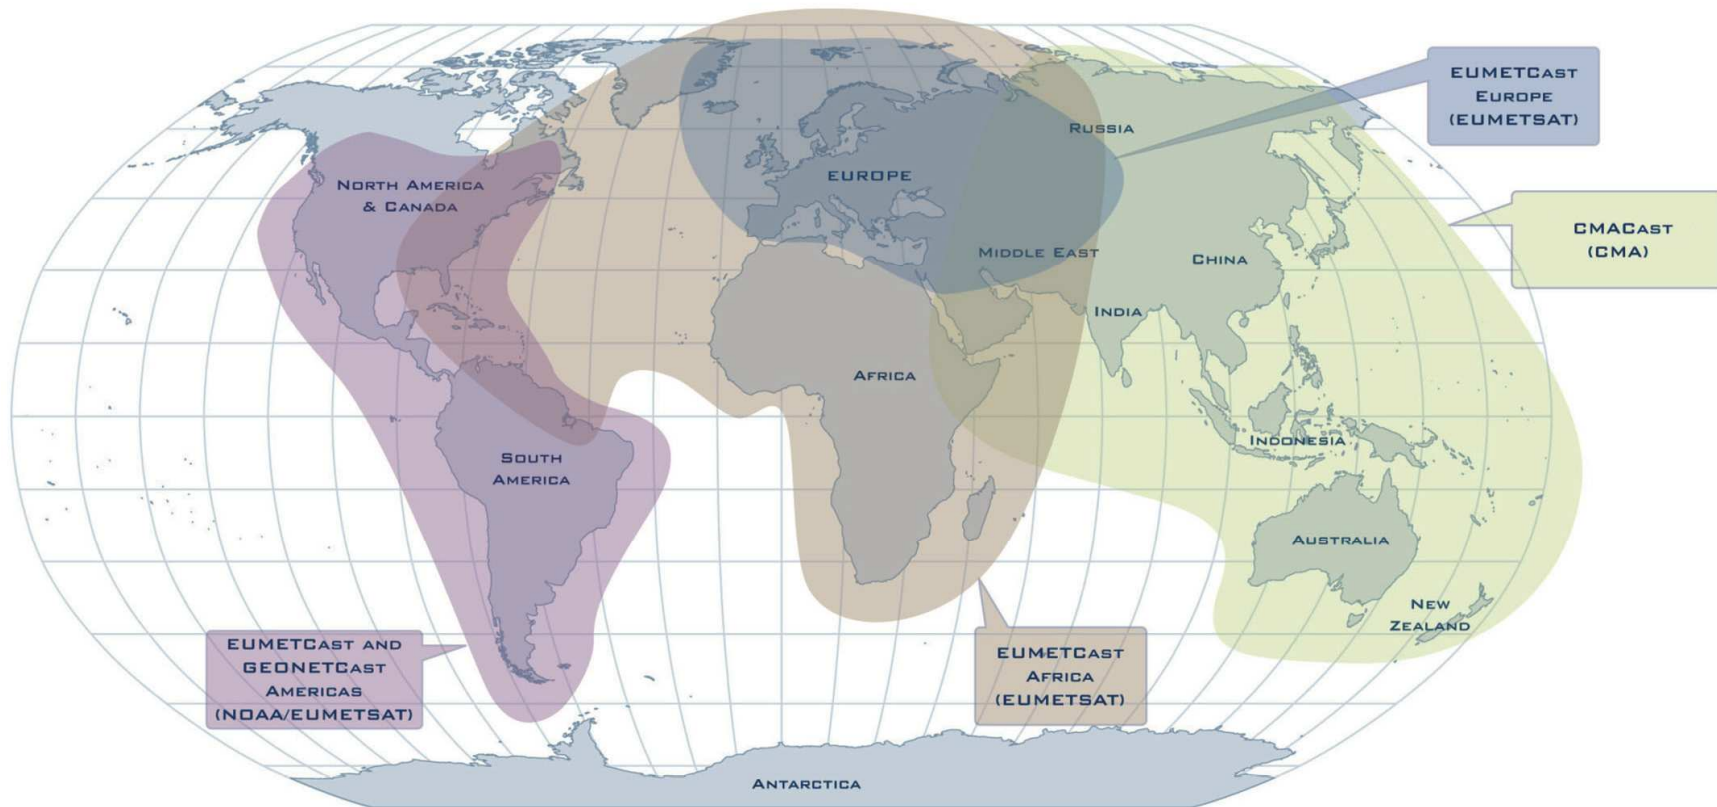 EUMETCast
Europe
(EUMETSAT)
Russia
North America
& Canada
EUROPE
CMACast
(CMA)
Middle East
China
India
Africa
Indonesia
South
America
Australia
New
Zealand
EUMETCast and
GEONETCast
Americas
(NOAA/EUMETSAT)
EUMETCast
Africa
(EUMETSAT)
Antarctica